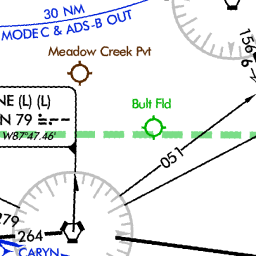 30 NM
MODE C & ADS-B OUT
Meadow Creek Pvt
156
6
NE (L) (L)
N 79
W87°47.46'
Bult Fld
051
279
264
CARYN